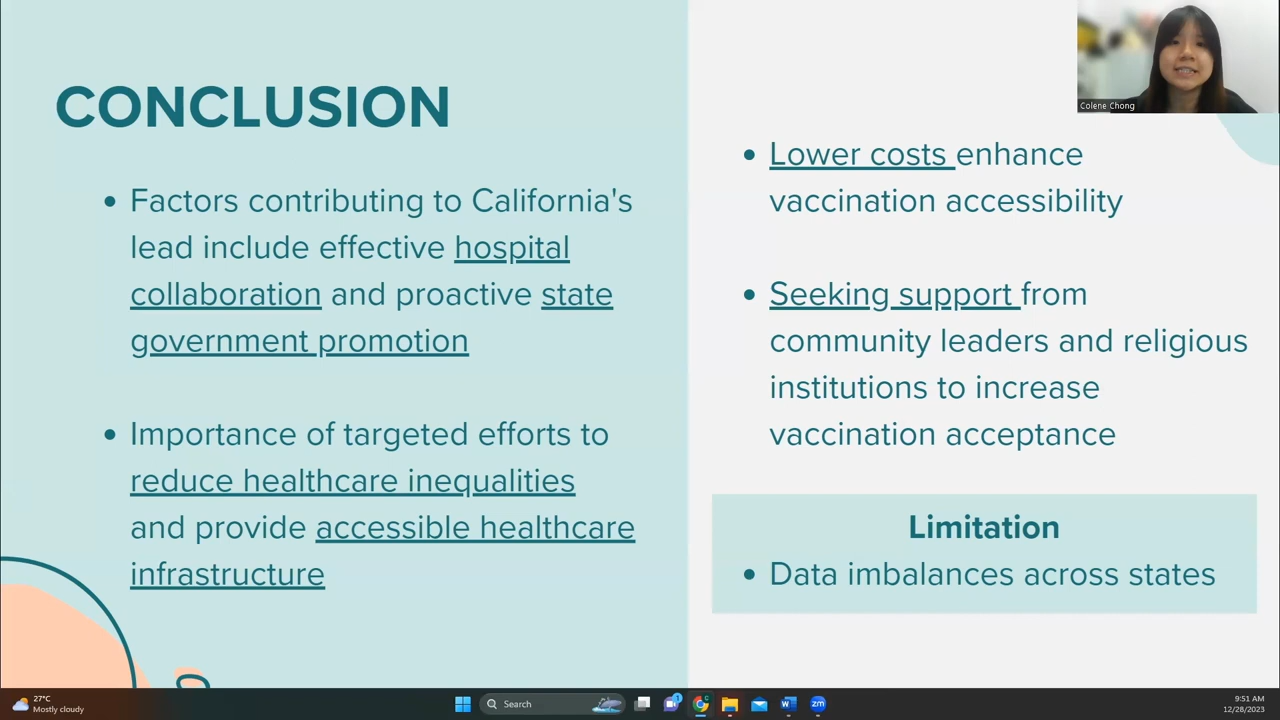 Colene Chong
CONCLUSION
• Factors contributing to California's
lead include effective hospital
collaboration and proactive state
government promotion
• Importance of targeted efforts to
reduce healthcare inequalities
and provide accessible healthcare
infrastructure
• Lower costs enhance
vaccination accessibility
• Seeking support from
community leaders and religious
institutions to increase
vaccination acceptance
Limitation
• Data imbalances across states
27°C
Mostly cloudy
Search
1
C
W
zm
9:51 AM
12/28/2023